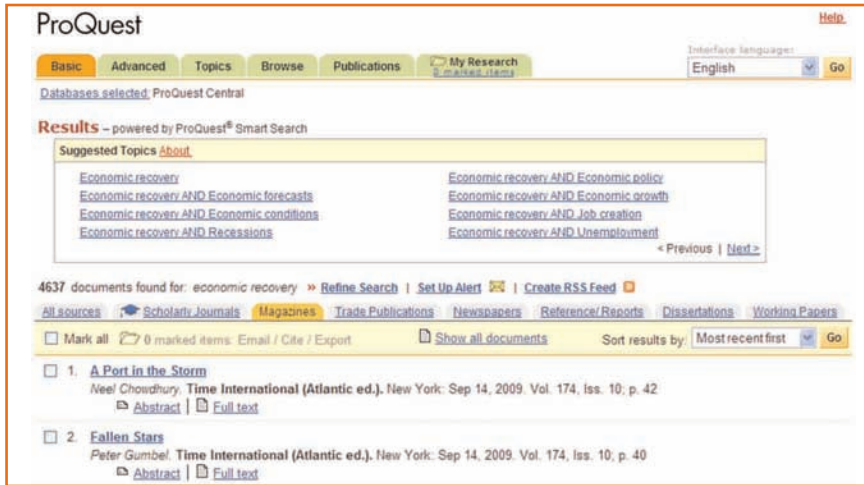 ProQuest
Help
Basic Advanced Topics Browse Publications My Research
0 marked items
Interface language:
English Go
Databases selected: ProQuest Central
Results – powered by ProQuest® Smart Search
Suggested Topics About
Economic recovery Economic recovery AND Economic policy
Economic recovery AND Economic forecasts Economic recovery AND Economic growth
Economic recovery AND Economic conditions Economic recovery AND Job creation
Economic recovery AND Recessions Economic recovery AND Unemployment
< Previous | Next >
4637 documents found for: economic recovery » Refine Search | Set Up Alert | Create RSS Feed
All sources Scholarly Journals Magazines Trade Publications Newspapers Reference/Reports Dissertations Working Papers
Mark all 0 marked items: Email / Cite / Export Show all documents Sort results by: Most recent first Go
1. A Port in the Storm
Neel Chowdhury. Time International (Atlantic ed.). New York: Sep 14, 2009. Vol. 174, Iss. 10; p. 42
Abstract | Full text
2. Fallen Stars
Peter Gumbel. Time International (Atlantic ed.). New York: Sep 14, 2009. Vol. 174, Iss. 10; p. 40
Abstract | Full text